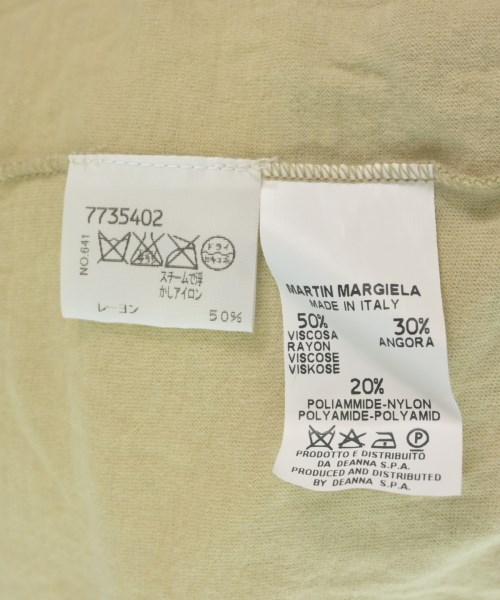 7735402
NO.641
ドライ
セキユ系
スチームで浮
かしアイロン
レーヨン 50%
MARTIN MARGIELA
MADE IN ITALY
50%
VISCOSA
RAYON
VISCOSE
VISKOSE
30%
ANGORA
20%
POLIAMMIDE-NYLON
POLYAMIDE-POLYAMID
P
PRODOTTO E DISTRIBUITO
DA DEANNA S.P.A.
PRODUCED AND DISTRIBUTED
BY DEANNA S.P.A.